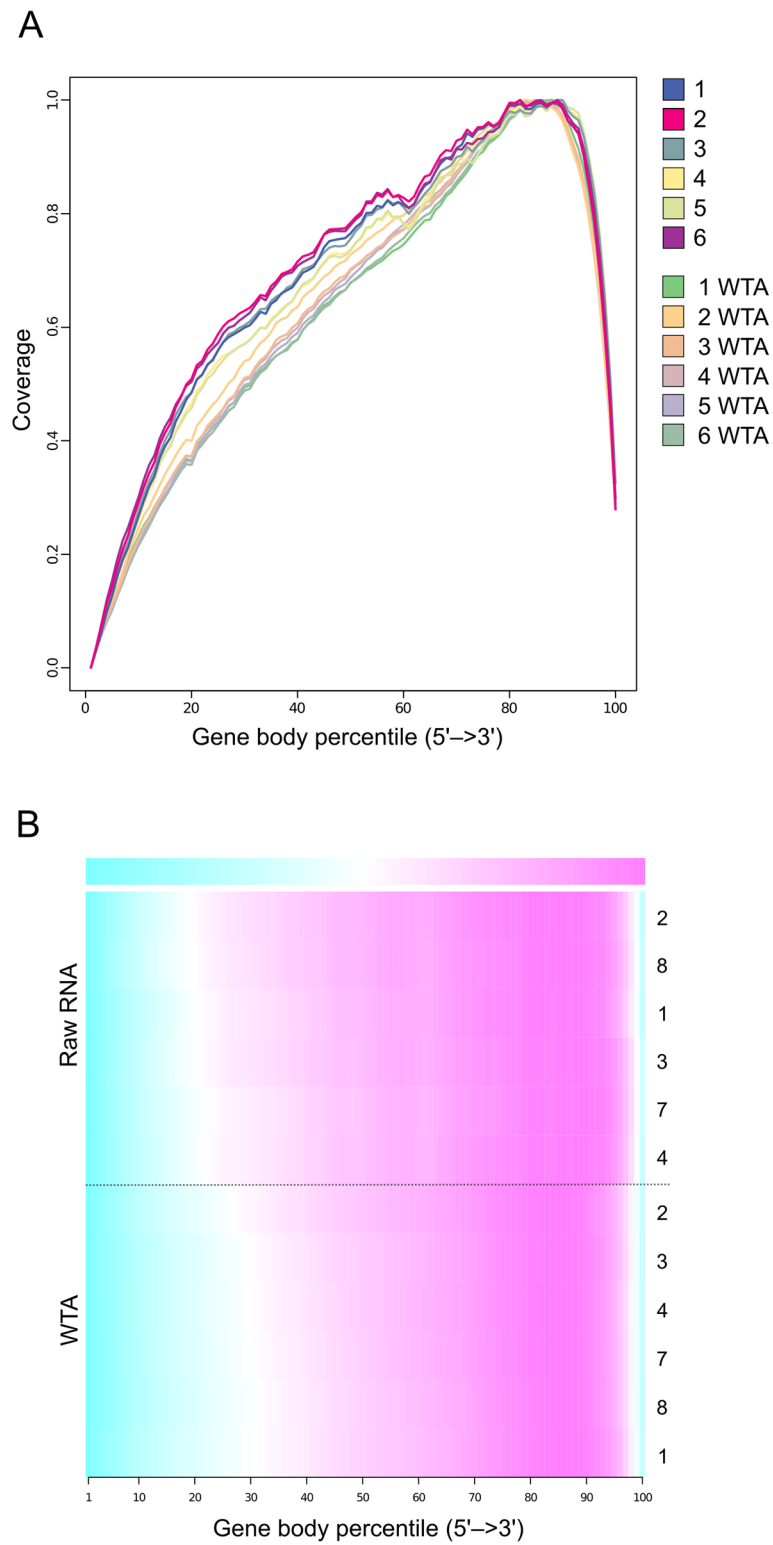 A
1.0
0.8
0.6
0.4
0.2
0.0
Coverage
0 20 40 60 80 100
Gene body percentile (5'–>3')
1
2
3
4
5
6
1 WTA
2 WTA
3 WTA
4 WTA
5 WTA
6 WTA
B
Raw RNA
2
8
1
3
7
4
WTA
2
3
4
7
8
1
1 10 20 30 40 50 60 70 80 90 100
Gene body percentile (5'–>3')